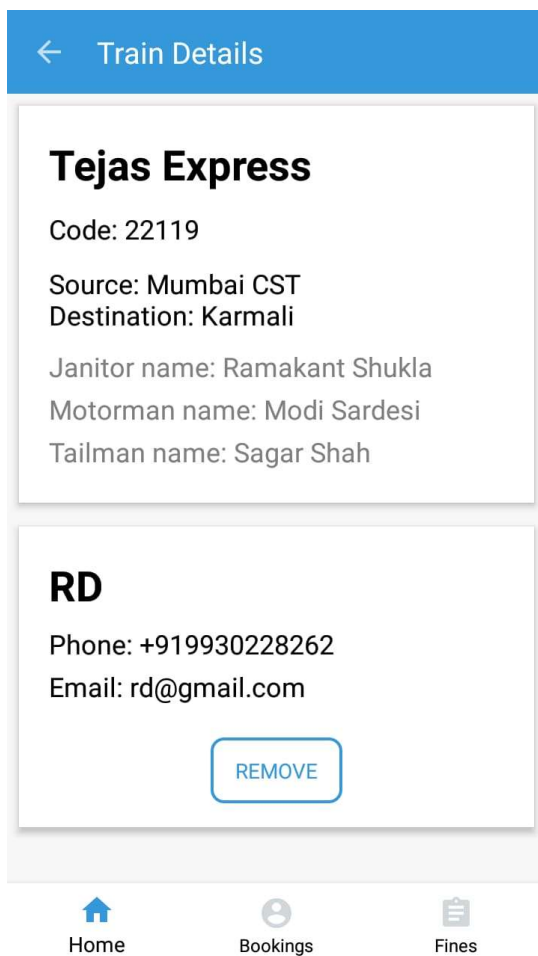 Train Details
Tejas Express
Code: 22119
Source: Mumbai CST
Destination: Karmali
Janitor name: Ramakant Shukla
Motorman name: Modi Sardesi
Tailman name: Sagar Shah
RD
Phone: +919930228262
Email: rd@gmail.com
REMOVE
Home
Bookings
Fines